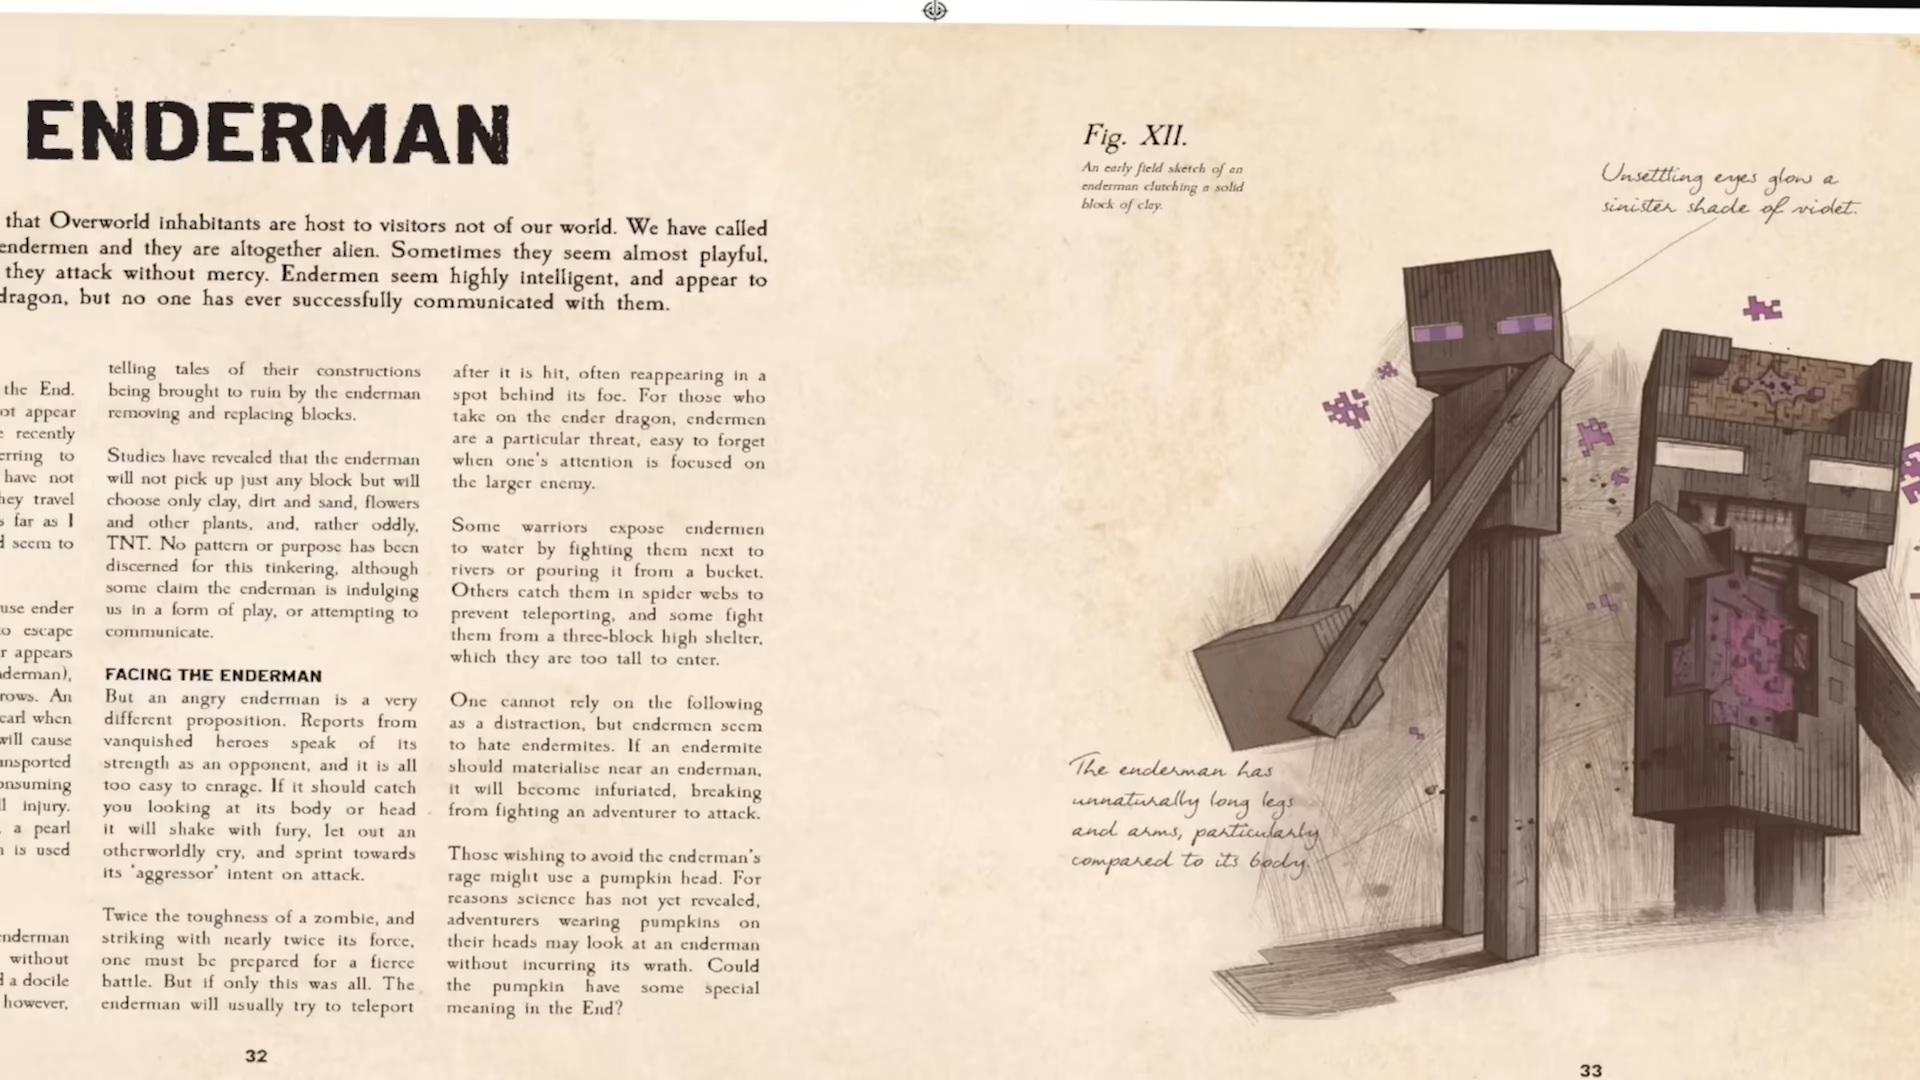 ENDERMAN
that Overworld inhabitants are host to visitors not of our world. We have called
endermen and they are altogether alien. Sometimes they seem almost playful,
they attack without mercy. Endermen seem highly intelligent, and appear to
dragon, but no one has ever successfully communicated with them.
the End.
appear
recently
to
have not
they travel
far as I
seem to
use ender
escape
appears
An
when
will cause
injury.
a pearl
is used
without
a docile
however,
telling tales of their constructions
being brought to ruin by the enderman
removing and replacing blocks.
Studies have revealed that the enderman
will not pick up just any block but will
choose only clay, dirt and sand, flowers
and other plants, and, rather oddly,
TNT. No pattern or purpose has been
discerned for this tinkering, although
some claim the enderman is indulging
us in a form of play, or attempting to
communicate.
FACING THE ENDERMAN
But an angry enderman is a very
different proposition. Reports from
vanquished heroes speak of its
strength as an opponent, and it is all
too easy to enrage. If it should catch
you looking at its body or head
it will shake with fury, let out an
otherworldly cry, and sprint towards
its 'aggressor' intent on attack.
Twice the toughness of a zombie, and
striking with nearly twice its force,
one must be prepared for a fierce
battle. But if only this was all. The
enderman will usually try to teleport
after it is hit, often reappearing in a
spot behind its foe. For those who
take on the ender dragon, endermen
are a particular threat, easy to forget
when one's attention is focused on
the larger enemy.
Some warriors expose endermen
to water by fighting them next to
rivers or pouring it from a bucket.
Others catch them in spider webs to
prevent teleporting, and some fight
them from a three-block high shelter,
which they are too tall to enter.
One cannot rely on the following
as a distraction, but endermen seem
to hate endermites. If an endermite
should materialise near an enderman,
it will become infuriated, breaking
from fighting an adventurer to attack.
Those wishing to avoid the enderman's
rage might use a pumpkin head. For
reasons science has not yet revealed,
adventurers wearing pumpkins on
their heads may look at an enderman
without incurring its wrath. Could
the pumpkin have some special
meaning in the End?
32
Fig. XII.
An early field sketch of an
enderman clutching a solid
block of clay.
Unsettling eyes glow a
sinister shade of violet.
The enderman has
unnaturally long legs
and arms, particularly
compared to its body.
33